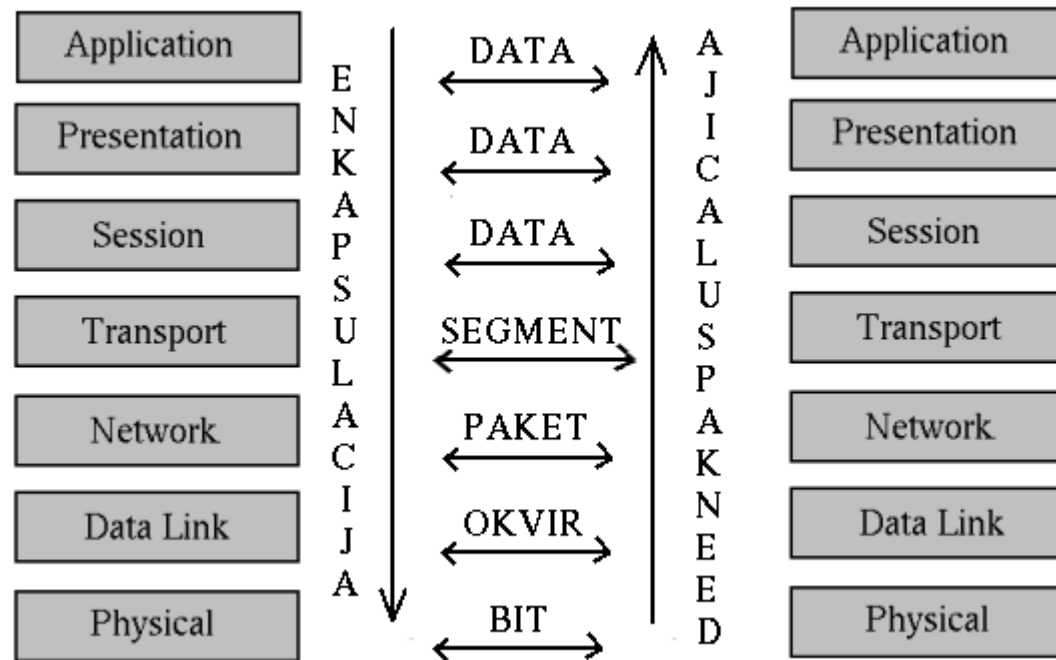 Application
Presentation
Session
Transport
Network
Data Link
Physical
ENKAPSULACIJA
DATA
DATA
DATA
SEGMENT
PAKET
OKVIR
BIT
DEENKAPSULACIJA
Application
Presentation
Session
Transport
Network
Data Link
Physical